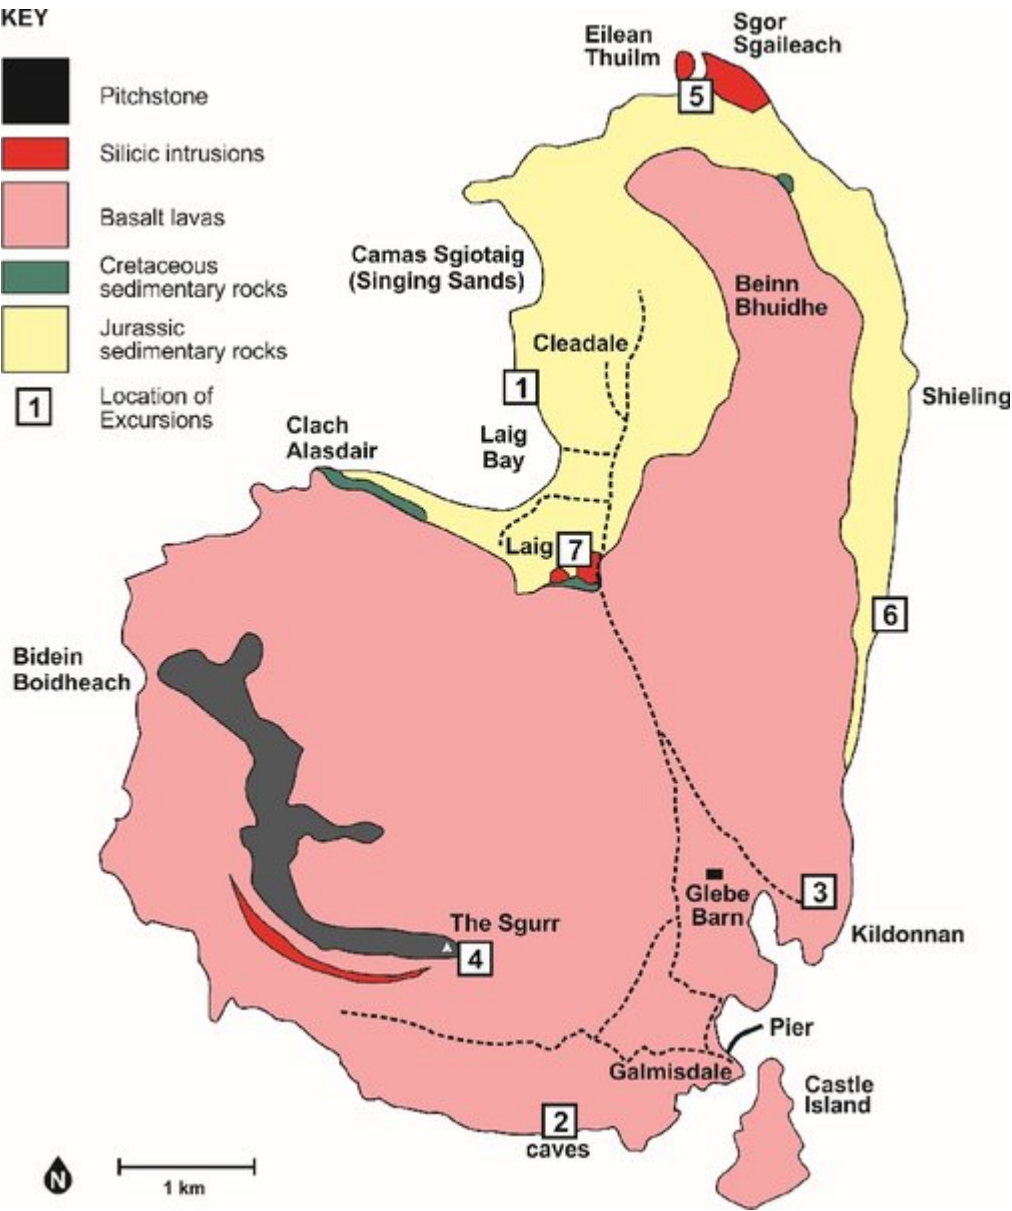 KEY
Pitchstone
Silicic intrusions
Basalt lavas
Cretaceous
sedimentary rocks
Jurassic
sedimentary rocks
1
Location of
Excursions
Eilean
Thuilm
Sgor
Sgaileach
5
Camas Sgiotaig
(Singing Sands)
Beinn
Bhuidhe
Cleadale
1
Shieling
Clach
Alasdair
Laig
Bay
Laig
7
6
Bidein
Boidheach
Glebe
Barn
3
The Sgurr
4
Kildonnan
Pier
Galmisdale
Castle
Island
2
caves
N
1 km